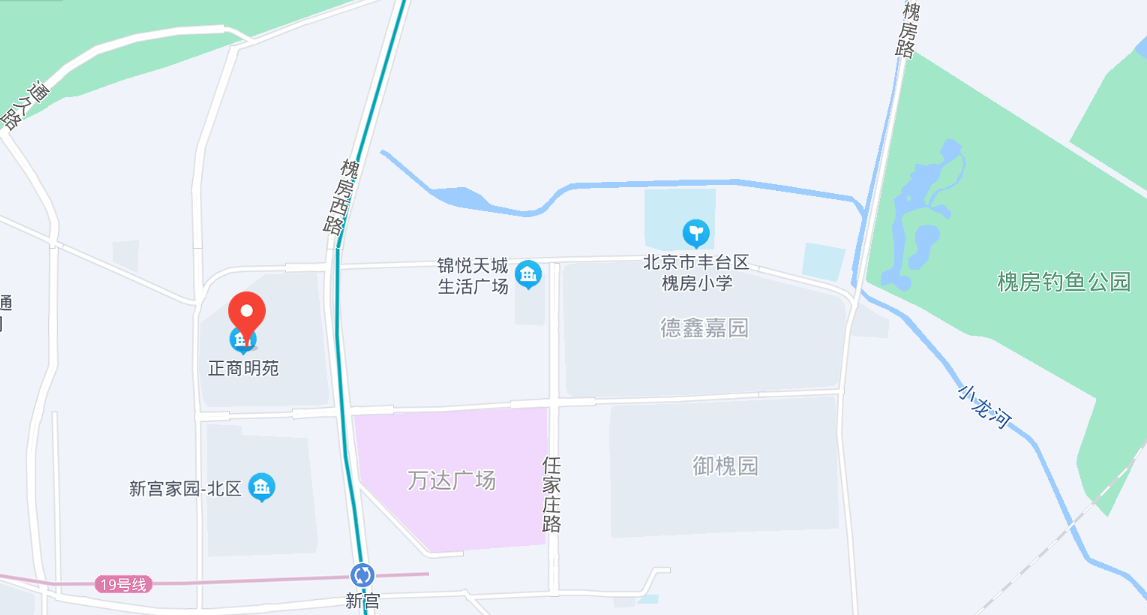 槐房路
通久路
槐房西路
北京市丰台区
槐房小学
锦悦天城
生活广场
槐房钓鱼公园
通
德鑫嘉园
正商明苑
小龙河
万达广场
御槐园
任家庄路
新宫家园-北区
19号线
新宫